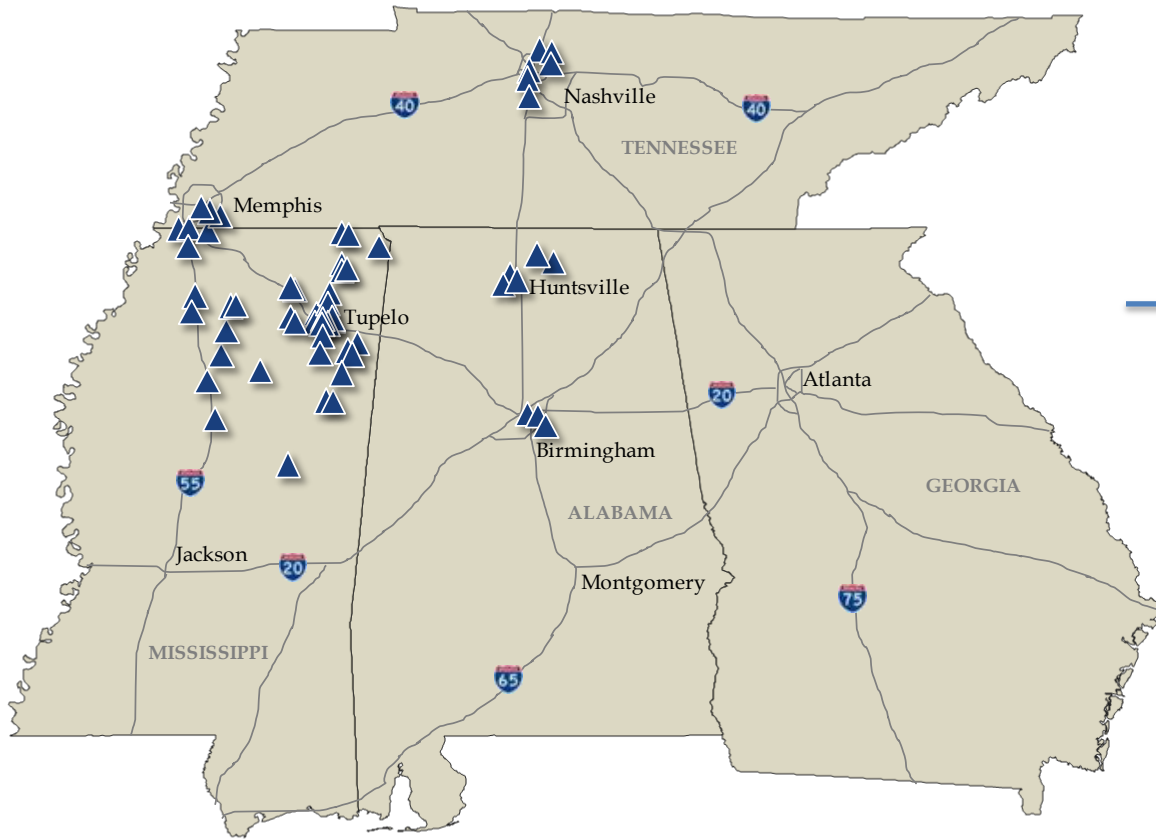 Nashville
40
40
TENNESSEE
Memphis
Huntsville
Tupelo
Atlanta
20
Birmingham
55
GEORGIA
ALABAMA
Jackson
20
Montgomery
75
MISSISSIPPI
65